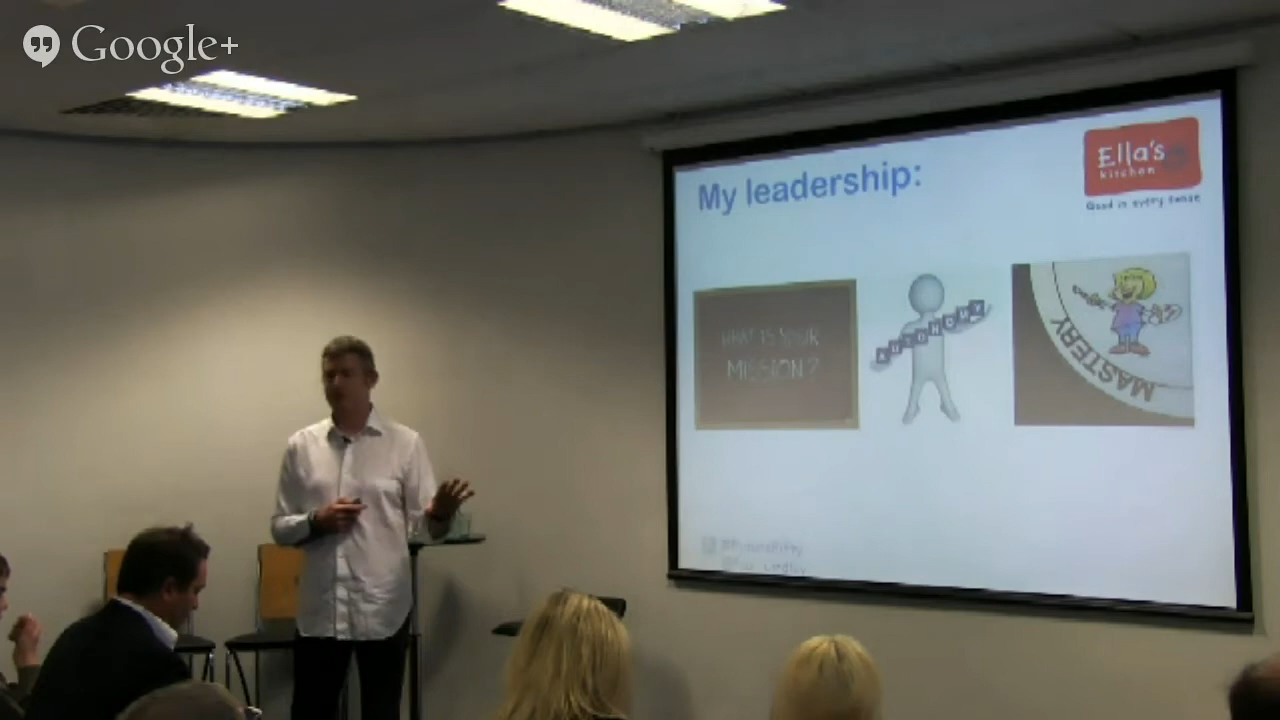 Google+
My leadership:
Ella's
kitchen
Good in every sense
WHAT IS YOUR
MISSION?
AUTONOMY
MASTERY